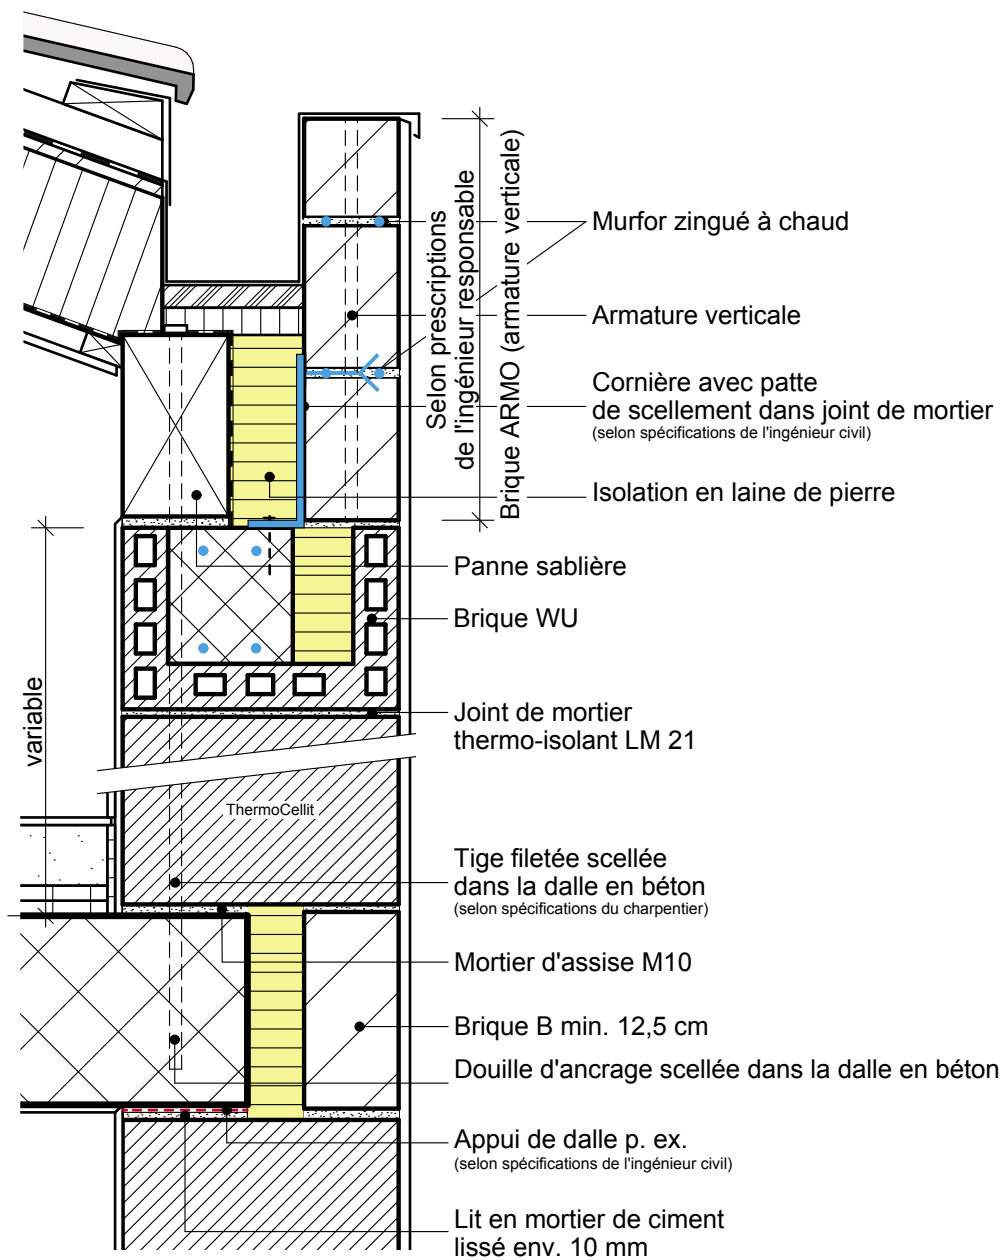 Selon prescriptions
de l'ingénieur responsable
Brique ARMO (armature verticale)
Murfor zingué à chaud
Armature verticale
Cornière avec patte
de scellement dans joint de mortier
(selon spécifications de l'ingénieur civil)
Isolation en laine de pierre
Panne sablière
Brique WU
variable
Joint de mortier
thermo-isolant LM 21
ThermoCellit
Tige filetée scellée
dans la dalle en béton
(selon spécifications du charpentier)
Mortier d'assise M10
Brique B min. 12,5 cm
Douille d'ancrage scellée dans la dalle en béton
Appui de dalle p. ex.
(selon spécifications de l'ingénieur civil)
Lit en mortier de ciment
lissé env. 10 mm